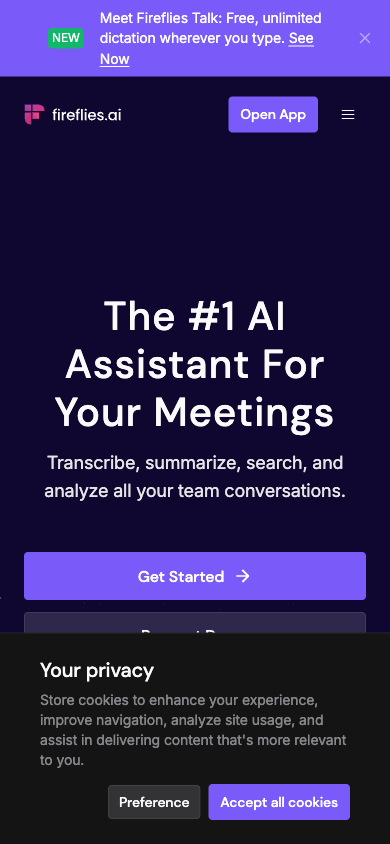 NEW
Meet Fireflies Talk: Free, unlimited
dictation wherever you type. See
Now
fireflies.ai
Open App
The #1 AI
Assistant For
Your Meetings
Transcribe, summarize, search, and
analyze all your team conversations.
Get Started
Your privacy
Store cookies to enhance your experience,
improve navigation, analyze site usage, and
assist in delivering content that's more relevant
to you.
Preference
Accept all cookies